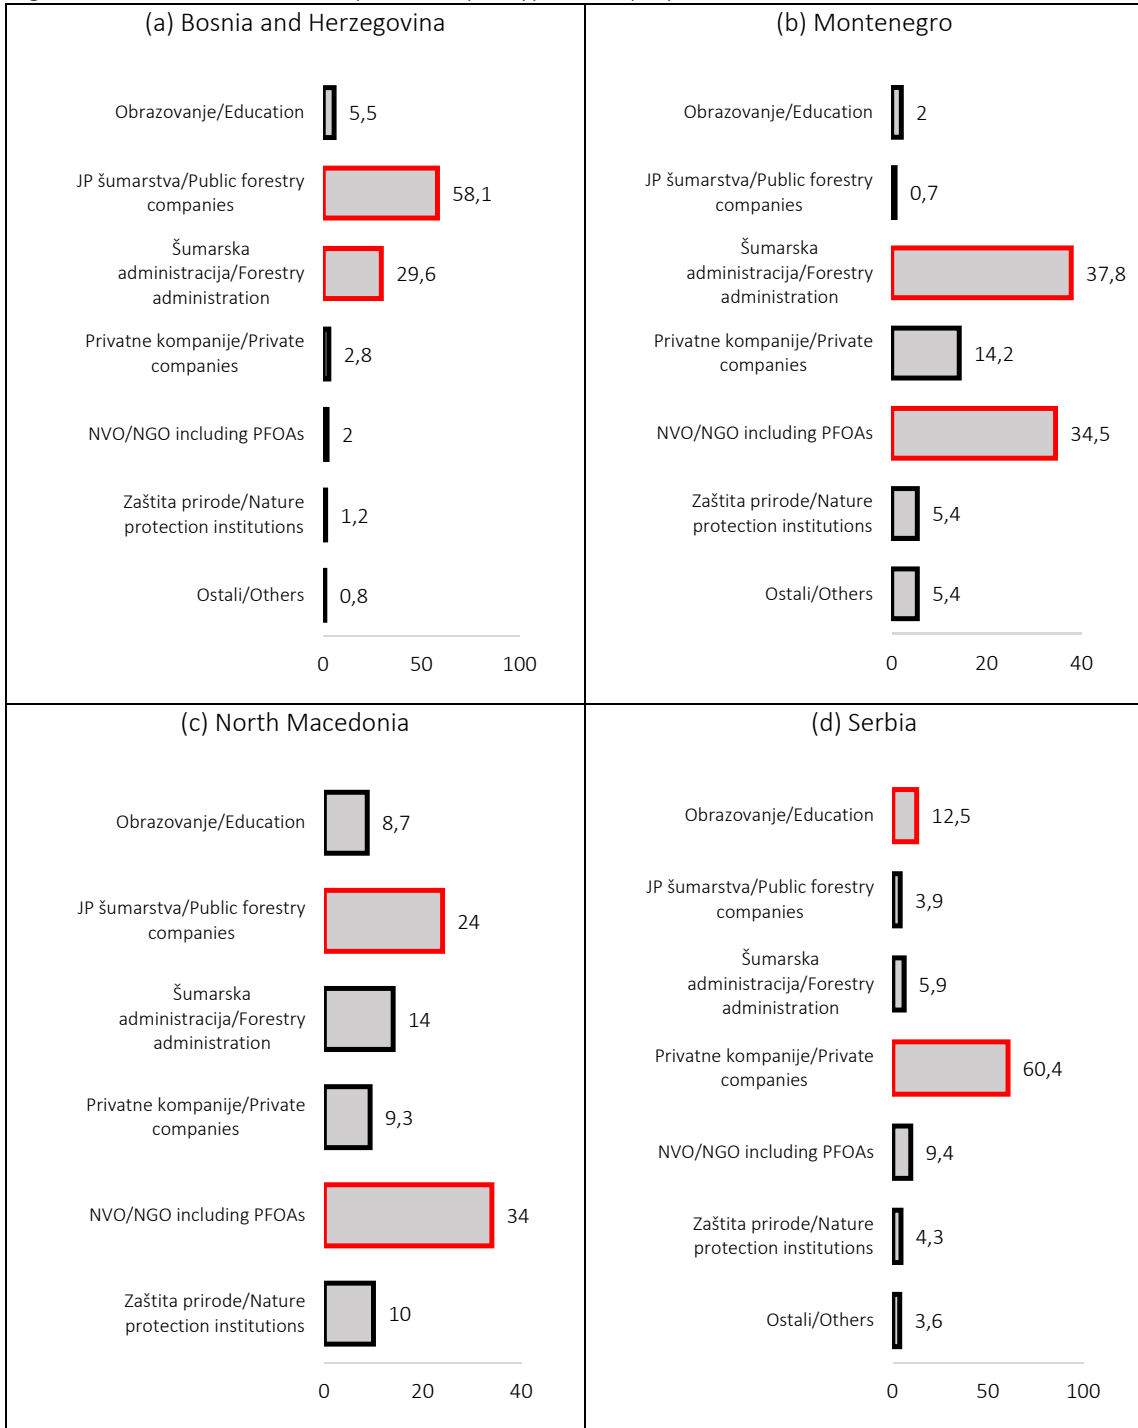 (a) Bosnia and Herzegovina
Obrazovanje/Education
5,5
JP šumarstva/Public forestry
companies
58,1
Šumarska
administracija/Forestry
administration
29,6
Privatne kompanije/Private
companies
2,8
NVO/NGO including PFOAs
2
Zaštita prirode/Nature
protection institutions
1,2
Ostali/Others
0,8
0 50 100
(b) Montenegro
Obrazovanje/Education
2
JP šumarstva/Public forestry
companies
0,7
Šumarska
administracija/Forestry
administration
37,8
Privatne kompanije/Private
companies
14,2
NVO/NGO including PFOAs
34,5
Zaštita prirode/Nature
protection institutions
5,4
Ostali/Others
5,4
0 20 40
(c) North Macedonia
Obrazovanje/Education
8,7
JP šumarstva/Public forestry
companies
24
Šumarska
administracija/Forestry
administration
14
Privatne kompanije/Private
companies
9,3
NVO/NGO including PFOAs
34
Zaštita prirode/Nature
protection institutions
10
0 20 40
(d) Serbia
Obrazovanje/Education
12,5
JP šumarstva/Public forestry
companies
3,9
Šumarska
administracija/Forestry
administration
5,9
Privatne kompanije/Private
companies
60,4
NVO/NGO including PFOAs
9,4
Zaštita prirode/Nature
protection institutions
4,3
Ostali/Others
3,6
0 50 100